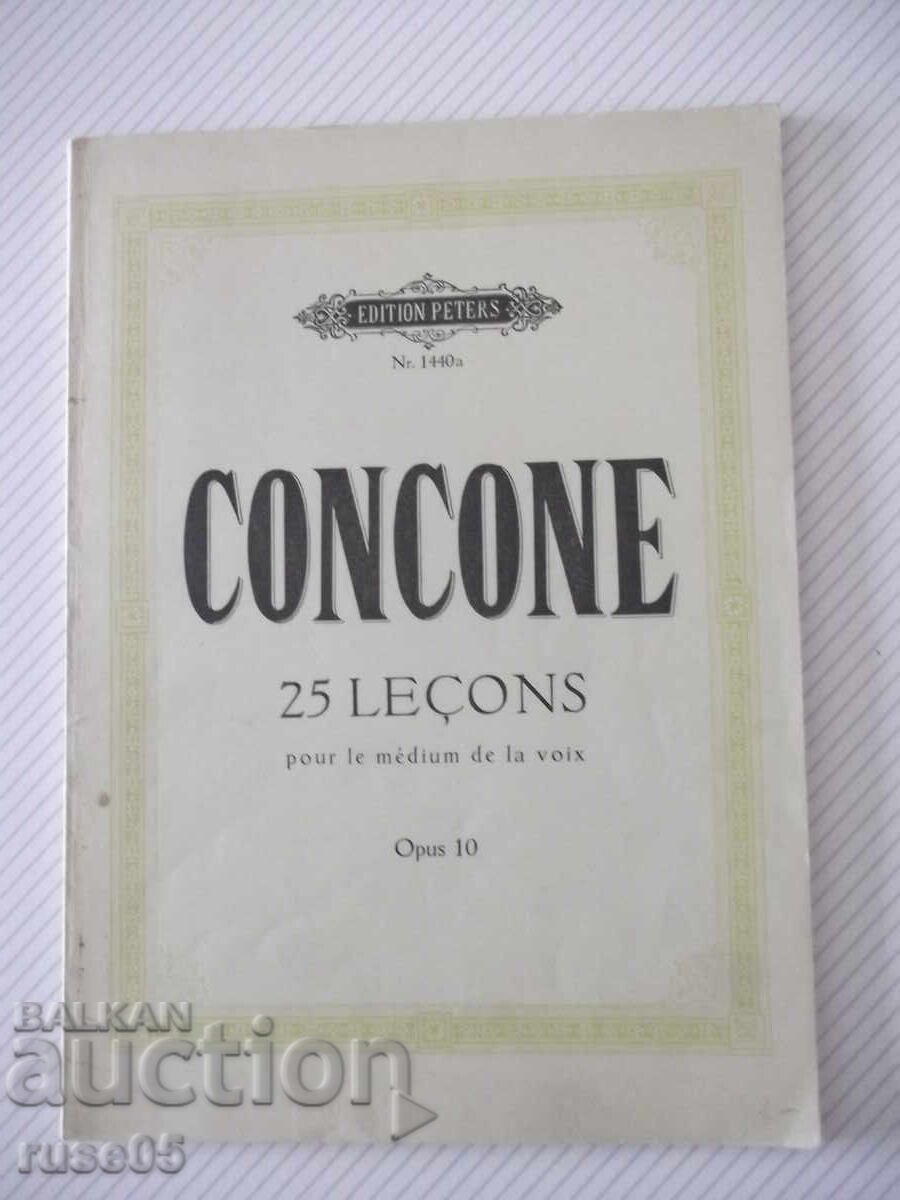 EDITION PETERS
Nr. 1440a
CONCONE
25 LEÇONS
pour le médium de la voix
Opus 10
BALKAN
auction
ruse05